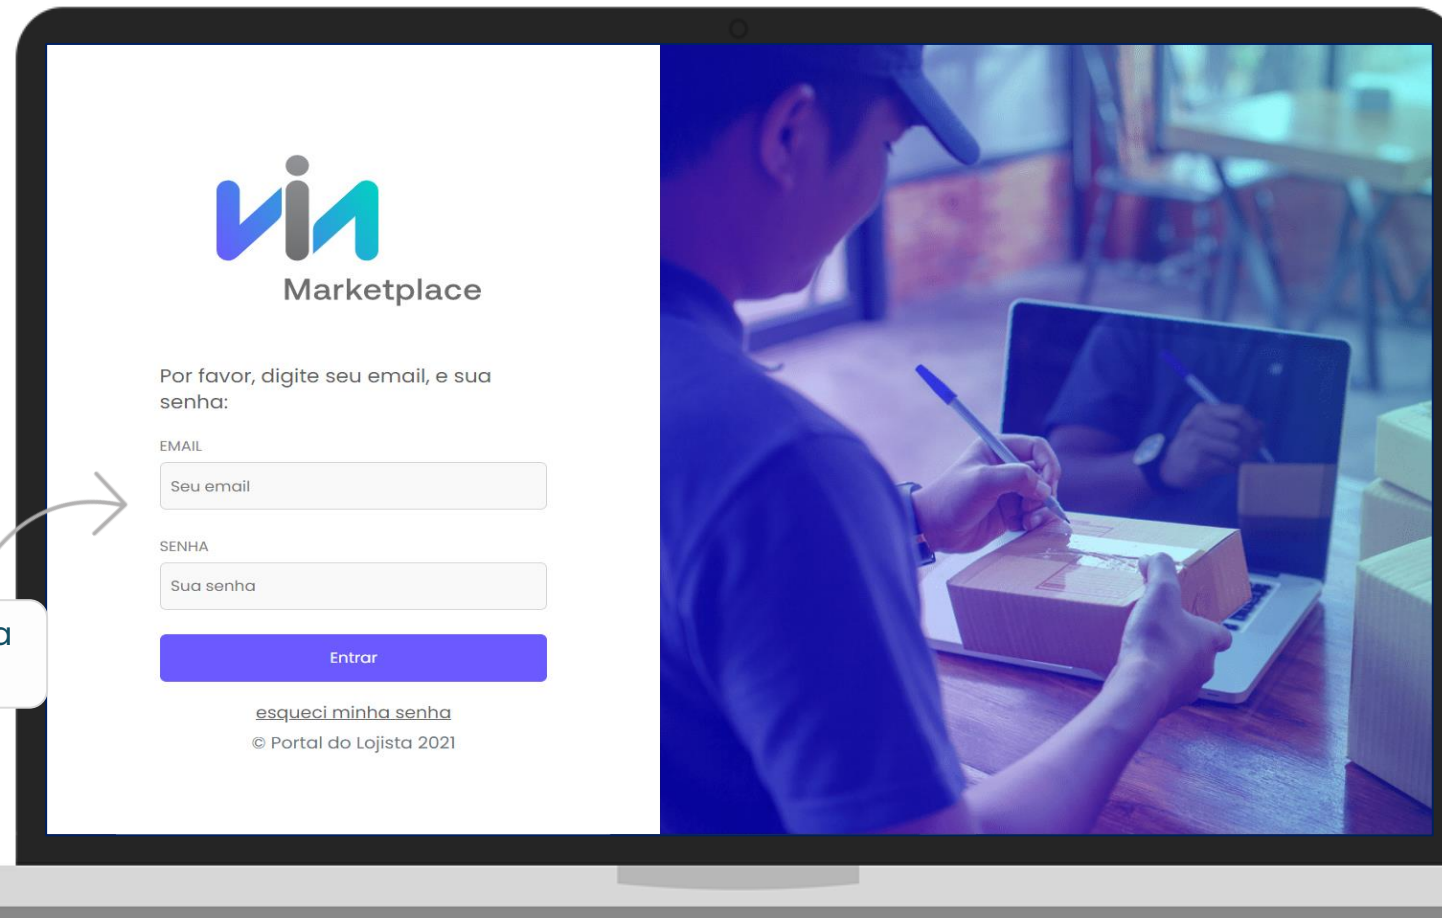 via
Marketplace
Por favor, digite seu email, e sua
senha:
EMAIL
Seu email
SENHA
Sua senha
Entrar
esqueci minha senha
© Portal do Lojista 2021